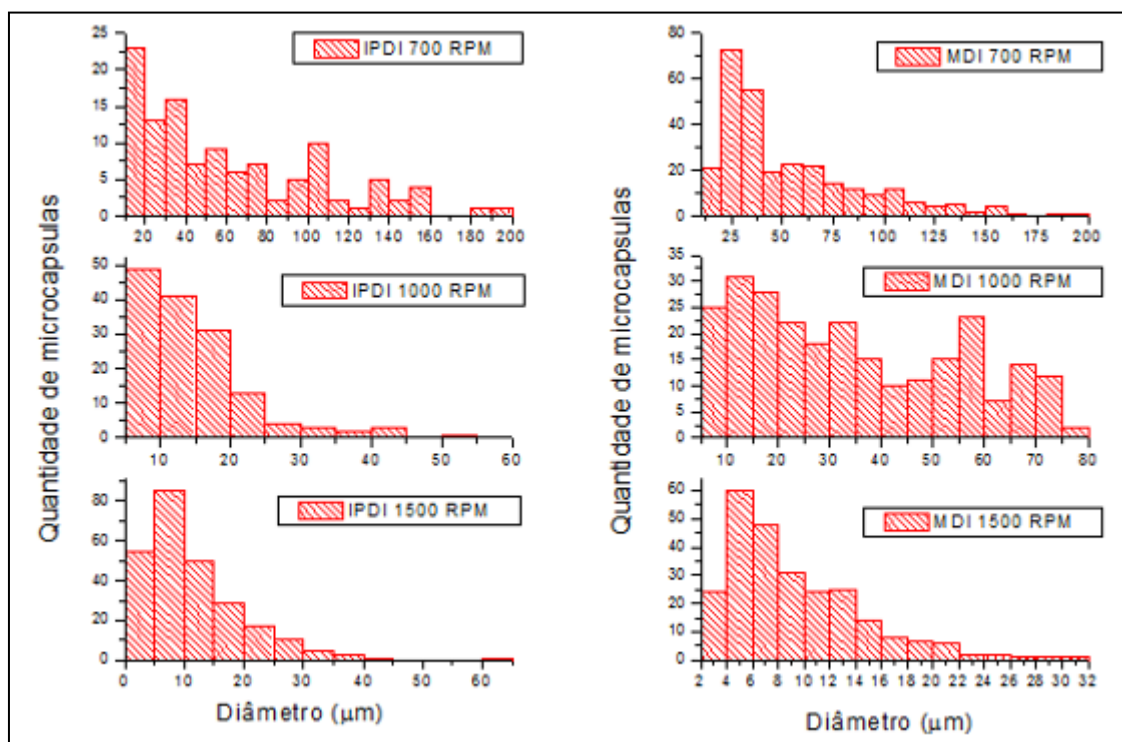 Quantidade de microcapsulas
IPDI 700 RPM
25
20
15
10
5
0
20 40 60 80 100 120 140 160 180 200
IPDI 1000 RPM
50
40
30
20
10
0
10 20 30 40 50 60
IPDI 1500 RPM
80
60
40
20
0
0 10 20 30 40 50 60
Diâmetro (μm)
Quantidade de microcapsulas
MDI 700 RPM
80
60
40
20
0
25 50 75 100 125 150 175 200
MDI 1000 RPM
35
30
25
20
15
10
5
0
10 20 30 40 50 60 70 80
MDI 1500 RPM
60
50
40
30
20
10
0
2 4 6 8 10 12 14 16 18 20 22 24 26 28 30 32
Diâmetro (μm)